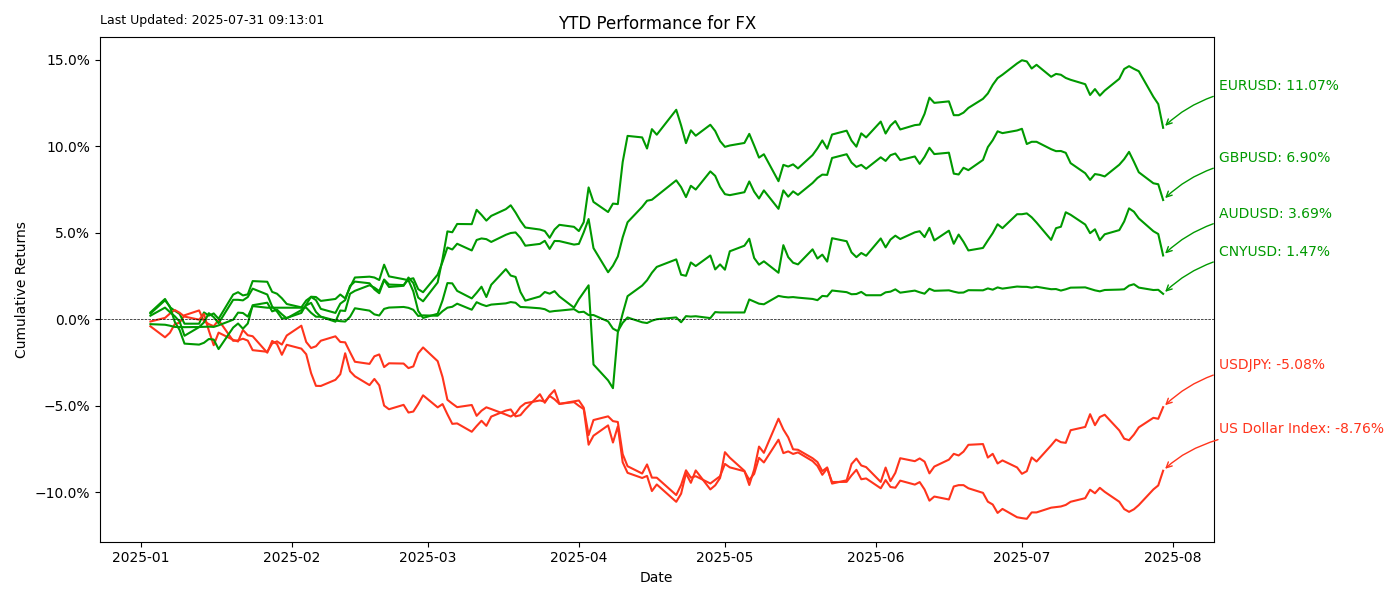 Last Updated: 2025-07-31 09:13:01
YTD Performance for FX
Cumulative Returns
15.0%
10.0%
5.0%
0.0%
−5.0%
−10.0%
EURUSD: 11.07%
GBPUSD: 6.90%
AUDUSD: 3.69%
CNYUSD: 1.47%
USDJPY: -5.08%
US Dollar Index: -8.76%
2025-01
2025-02
2025-03
2025-04
2025-05
2025-06
2025-07
2025-08
Date